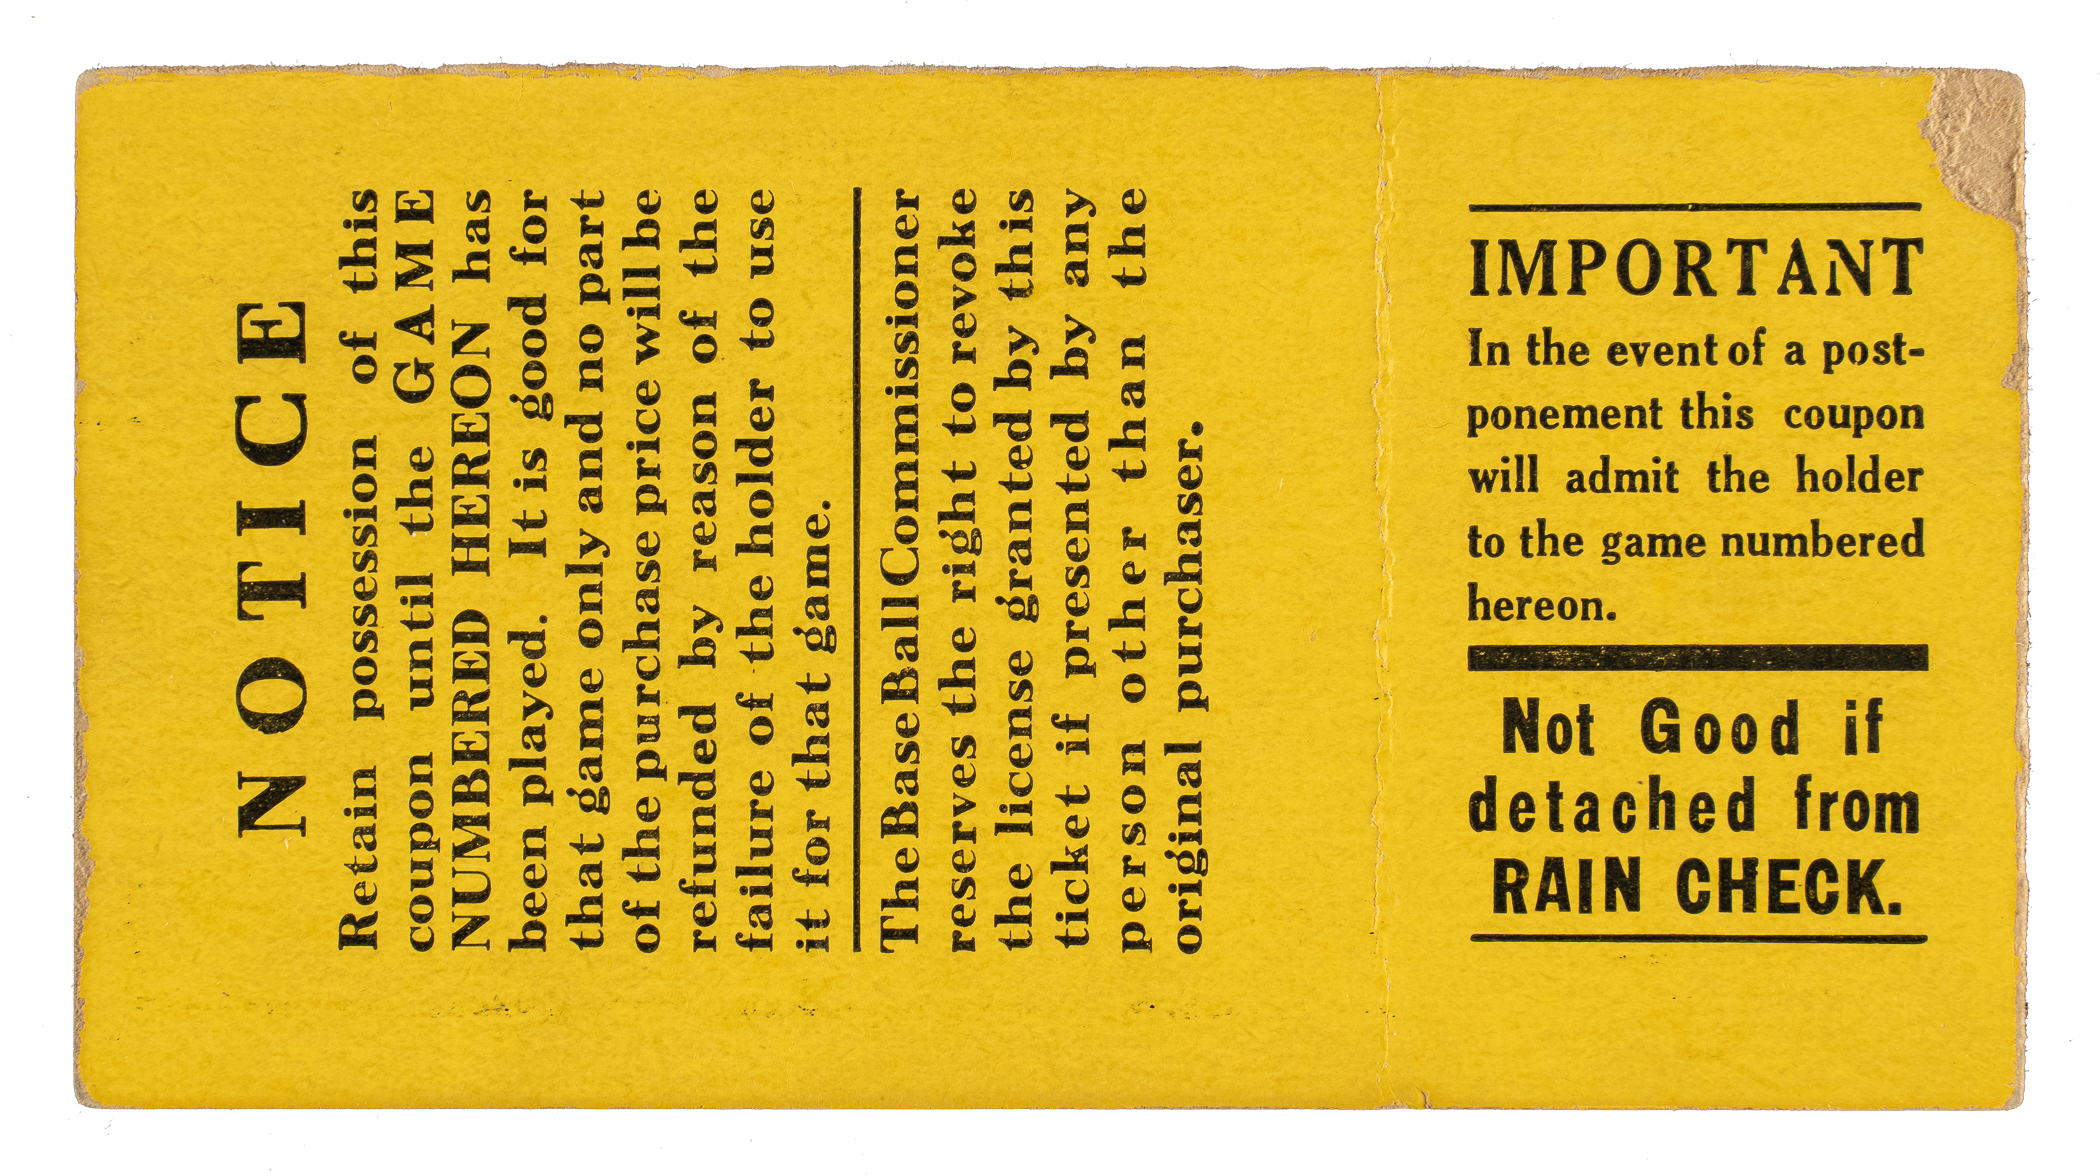 NOTICE
Retain possession of this
coupon until the GAME
NUMBERED HEREON has
been played. It is good for
that game only and no part
of the purchase price will be
refunded by reason of the
failure of the holder to use
it for that game.
The Base Ball Commissioner
reserves the right to revoke
the license granted by this
ticket if presented by any
person other than the
original purchaser.
IMPORTANT
In the event of a post-
ponement this coupon
will admit the holder
to the game numbered
hereon.
Not Good if
detached from
RAIN CHECK.